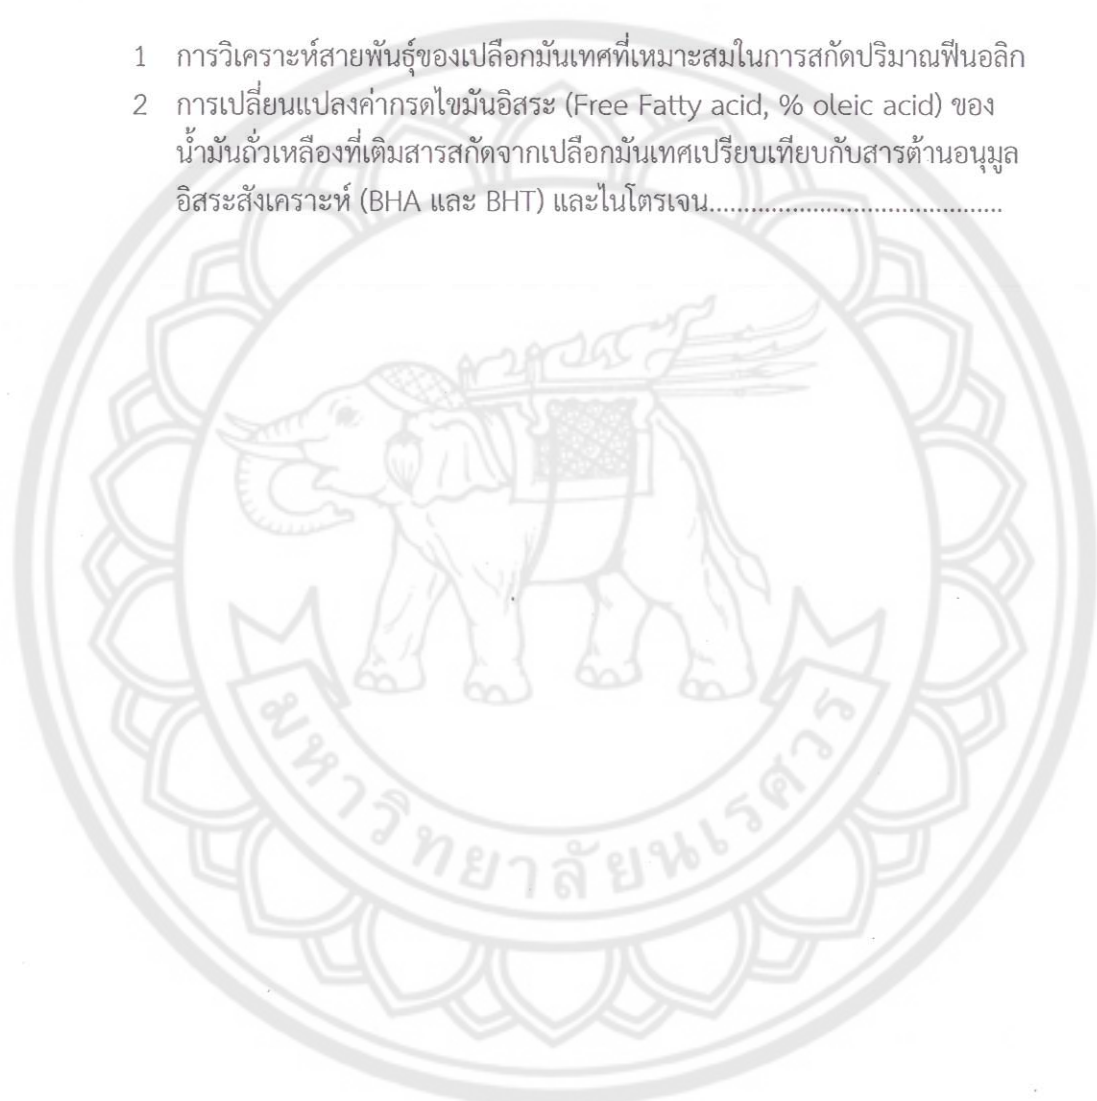 1 การวิเคราะห์สายพันธุ์ของเปลือกมันเทศที่เหมาะสมในการสกัดปริมาณฟีนอลิก
2 การเปลี่ยนแปลงค่ากรดไขมันอิสระ (Free Fatty acid, % oleic acid) ของ
น้ำมันถั่วเหลืองที่เติมสารสกัดจากเปลือกมันเทศเปรียบเทียบกับสารต้านอนุมูล
อิสระสังเคราะห์ (BHA และ BHT) และไนโตรเจน..........................................
มหาวิทยาลัยนเรศวร